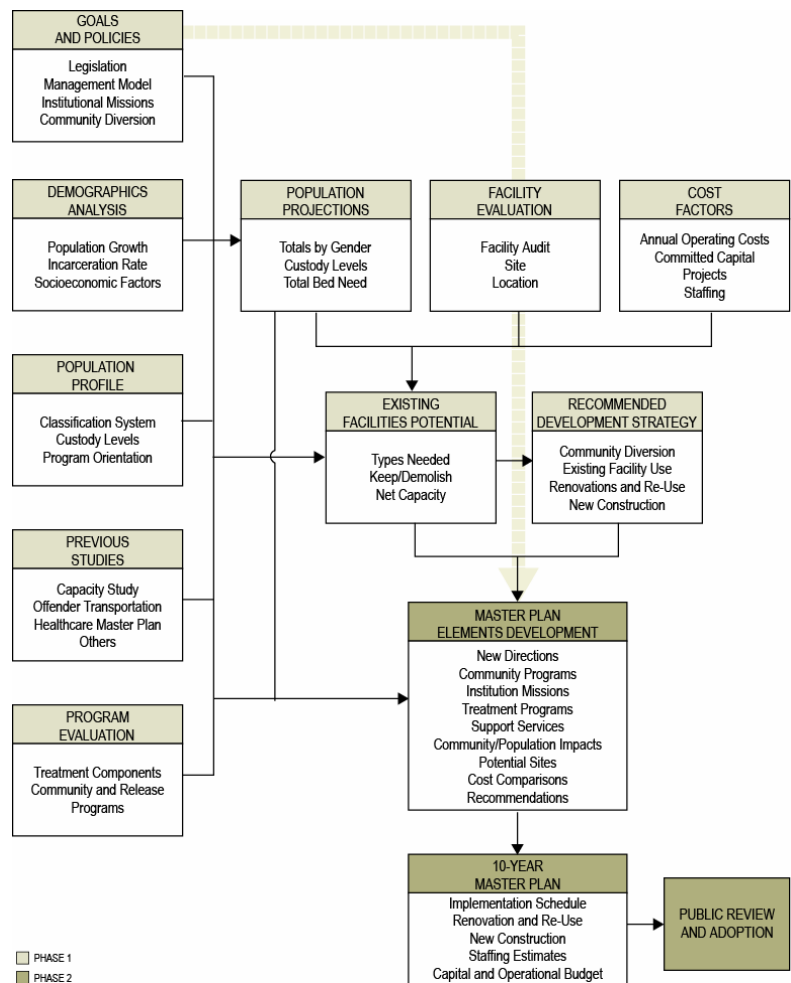 GOALS
AND POLICIES
Legislation
Management Model
Institutional Missions
Community Diversion
DEMOGRAPHICS
ANALYSIS
Population Growth
Incarceration Rate
Socioeconomic Factors
POPULATION
PROJECTIONS
Totals by Gender
Custody Levels
Total Bed Need
FACILITY
EVALUATION
Facility Audit
Site
Location
COST
FACTORS
Annual Operating Costs
Committed Capital
Projects
Staffing
POPULATION
PROFILE
Classification System
Custody Levels
Program Orientation
EXISTING
FACILITIES POTENTIAL
Types Needed
Keep/Demolish
Net Capacity
RECOMMENDED
DEVELOPMENT STRATEGY
Community Diversion
Existing Facility Use
Renovations and Re-Use
New Construction
PREVIOUS
STUDIES
Capacity Study
Offender Transportation
Healthcare Master Plan
Others
MASTER PLAN
ELEMENTS DEVELOPMENT
New Directions
Community Programs
Institution Missions
Treatment Programs
Support Services
Community/Population Impacts
Potential Sites
Cost Comparisons
Recommendations
PROGRAM
EVALUATION
Treatment Components
Community and Release
Programs
10-YEAR
MASTER PLAN
Implementation Schedule
Renovation and Re-Use
New Construction
Staffing Estimates
Capital and Operational Budget
PUBLIC REVIEW
AND ADOPTION
PHASE 1
PHASE 2